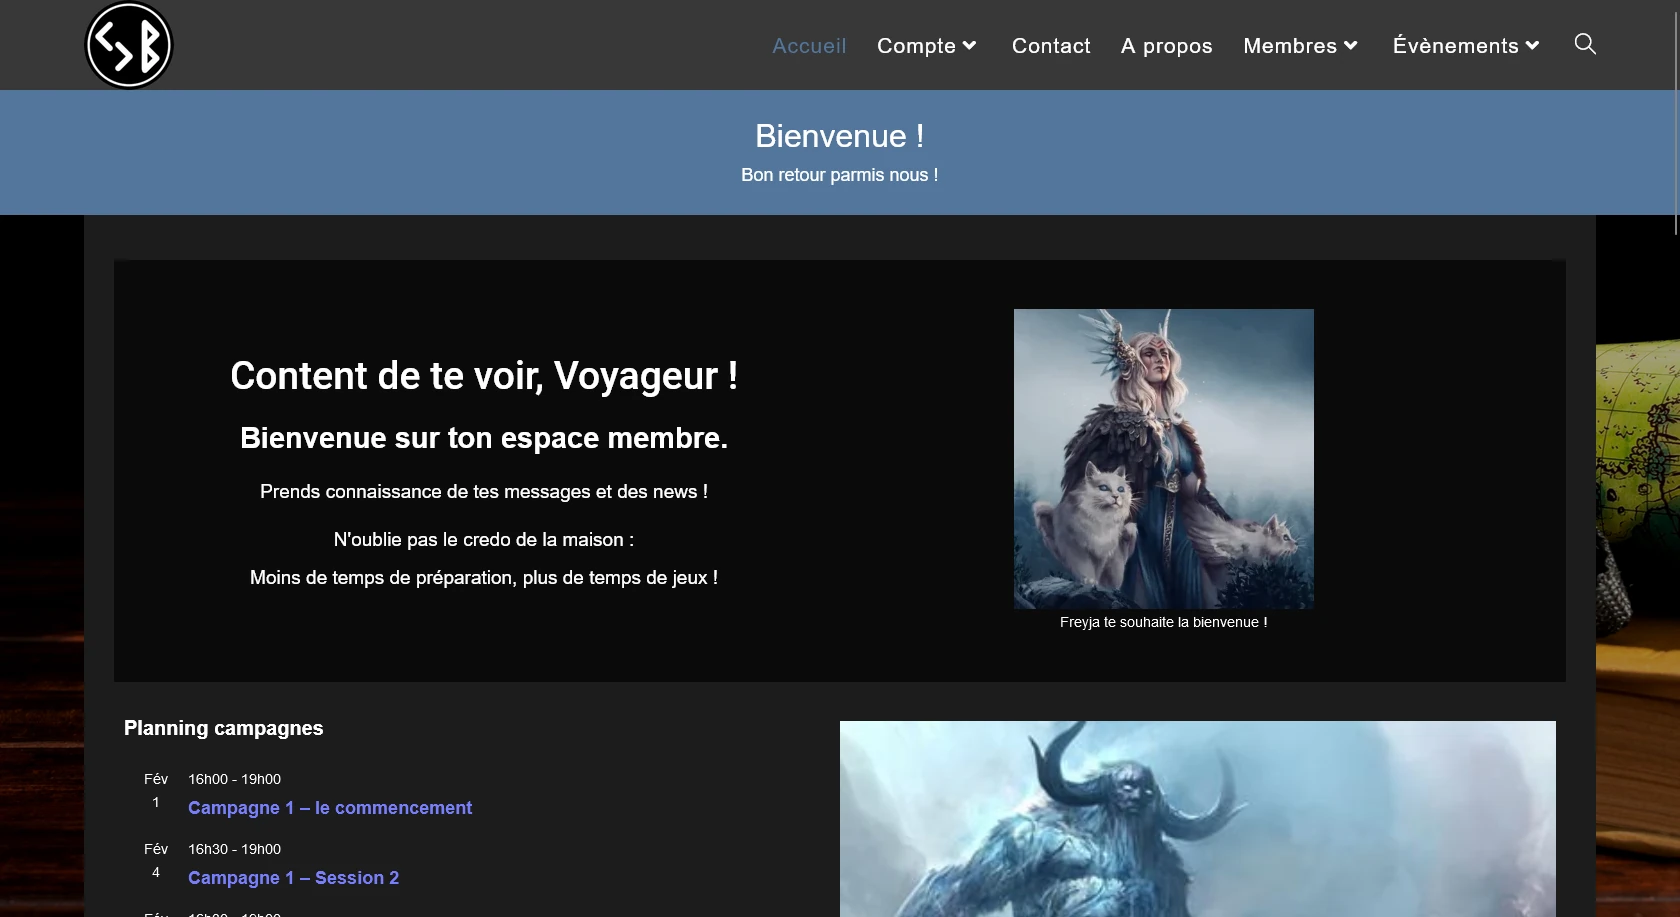 Accueil Compte Contact A propos Membres Évènements
Bienvenue !
Bon retour parmis nous !
Content de te voir, Voyageur !
Bienvenue sur ton espace membre.
Prends connaissance de tes messages et des news !
N'oublie pas le credo de la maison :
Moins de temps de préparation, plus de temps de jeux !
Freyja te souhaite la bienvenue !
Planning campagnes
Fév 16h00 - 19h00
1 Campagne 1 – le commencement
Fév 16h30 - 19h00
4 Campagne 1 – Session 2